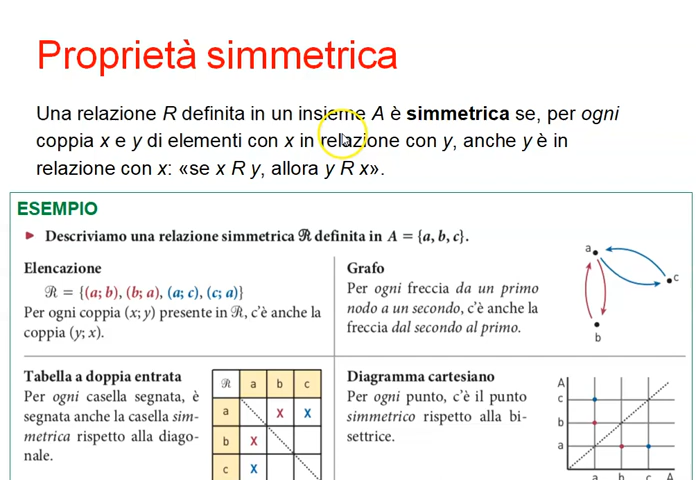 Proprietà simmetrica
Una relazione R definita in un insieme A è simmetrica se, per ogni
coppia x e y di elementi con x in relazione con y, anche y è in
relazione con x: «se x R y, allora y R x».
ESEMPIO
Descriviamo una relazione simmetrica ℛ definita in A = {a, b, c}.
Elencazione
ℛ = {(a; b), (b; a), (a; c), (c; a)}
Per ogni coppia (x; y) presente in ℛ, c'è anche la
coppia (y; x).
Grafo
Per ogni freccia da un primo
nodo a un secondo, c'è anche la
freccia dal secondo al primo.
a
c
b
Tabella a doppia entrata
Per ogni casella segnata, è
segnata anche la casella sim-
metrica rispetto alla diago-
nale.
ℛ a b c
a X X
b X
c X
Diagramma cartesiano
Per ogni punto, c'è il punto
simmetrico rispetto alla bi-
settrice.
A
c
b
a
a b c A